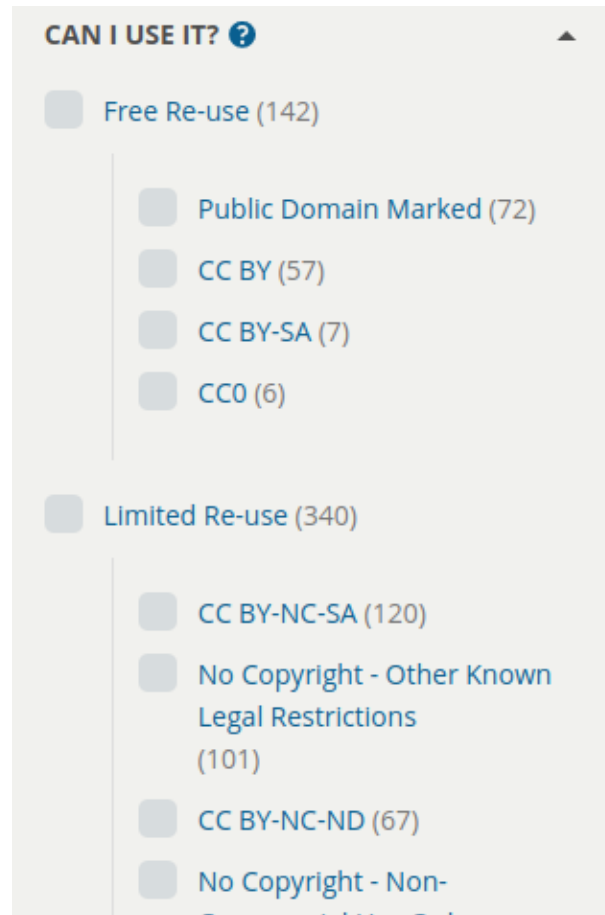 CAN I USE IT? ?
Free Re-use (142)
Public Domain Marked (72)
CC BY (57)
CC BY-SA (7)
CC0 (6)
Limited Re-use (340)
CC BY-NC-SA (120)
No Copyright - Other Known
Legal Restrictions
(101)
CC BY-NC-ND (67)
No Copyright - Non-